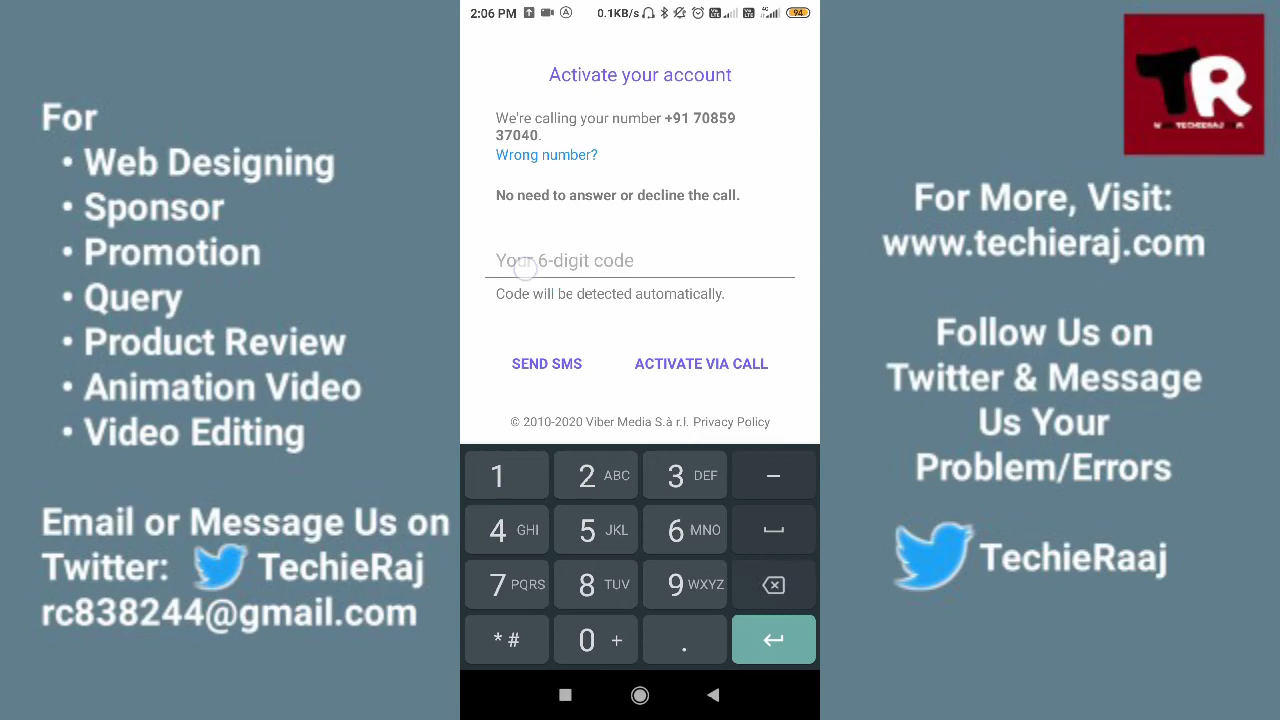 For
• Web Designing
• Sponsor
• Promotion
• Query
• Product Review
• Animation Video
• Video Editing
Email or Message Us on
Twitter: TechieRaj
rc838244@gmail.com
2:06 PM
0.1KB/s
4G
94
Activate your account
We're calling your number +91 70859
37040.
Wrong number?
No need to answer or decline the call.
Your 6-digit code
Code will be detected automatically.
SEND SMS ACTIVATE VIA CALL
© 2010-2020 Viber Media S.à r.l. Privacy Policy
1 2 ABC 3 DEF –
4 GHI 5 JKL 6 MNO
7 PQRS 8 TUV 9 WXYZ
* # 0 + .
TR
For More, Visit:
www.techieraj.com
Follow Us on
Twitter & Message
Us Your
Problem/Errors
TechieRaaj